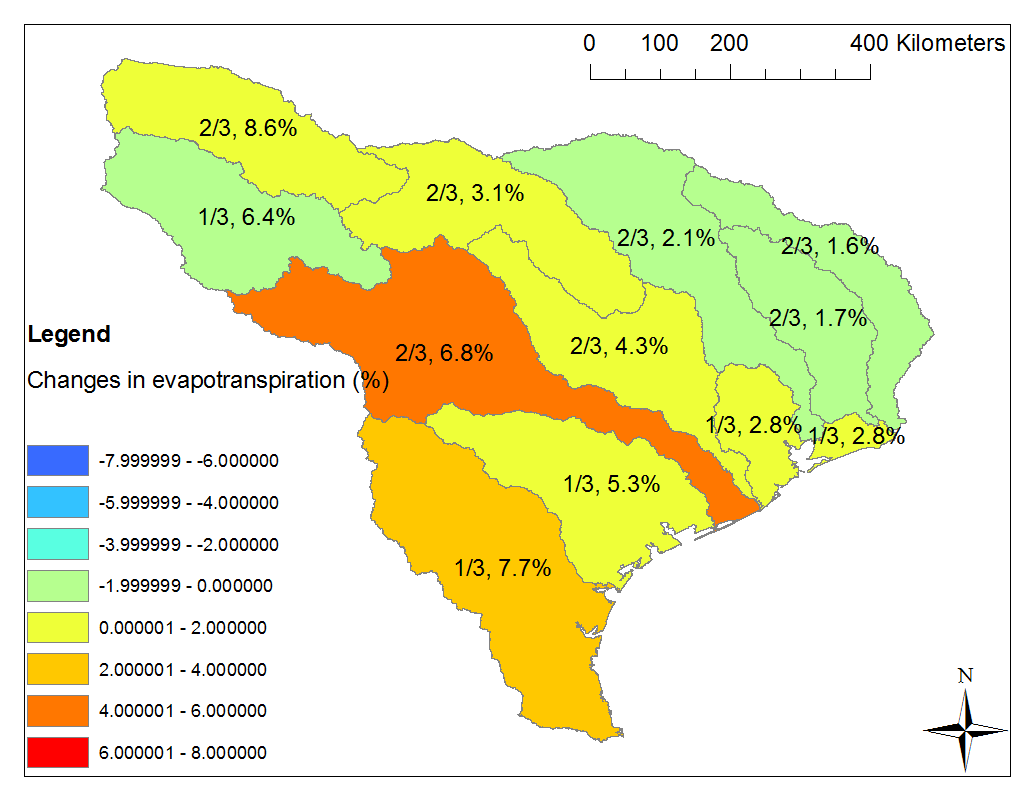 0 100 200 400 Kilometers
2/3, 8.6%
2/3, 3.1%
1/3, 6.4%
2/3, 2.1%
2/3, 1.6%
2/3, 1.7%
2/3, 4.3%
2/3, 6.8%
1/3, 2.8%
1/3, 2.8%
1/3, 5.3%
1/3, 7.7%
Legend
Changes in evapotranspiration (%)
-7.999999 - -6.000000
-5.999999 - -4.000000
-3.999999 - -2.000000
-1.999999 - 0.000000
0.000001 - 2.000000
2.000001 - 4.000000
4.000001 - 6.000000
6.000001 - 8.000000
N